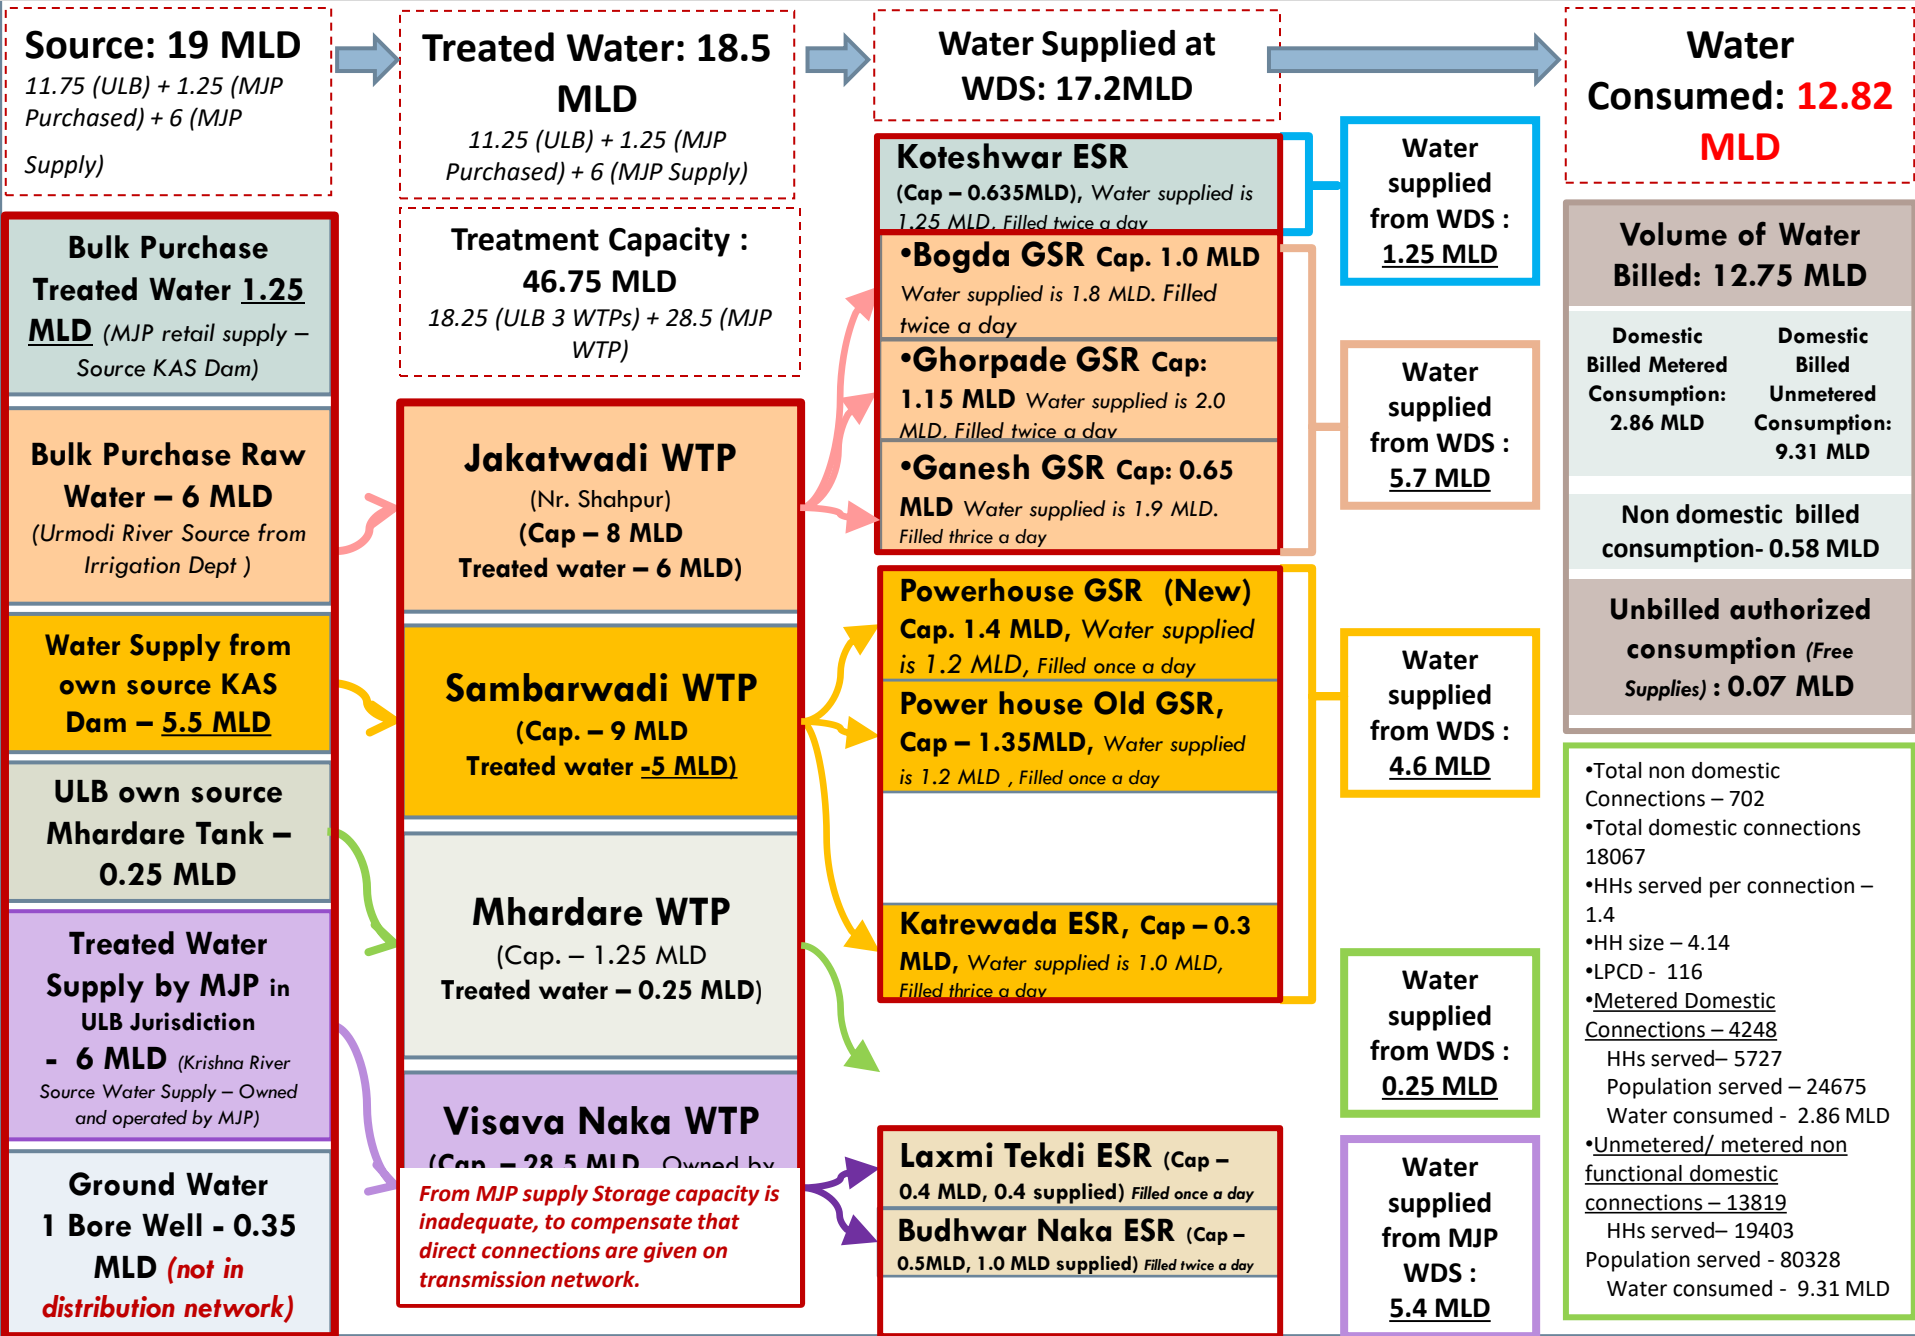 Source: 19 MLD
11.75 (ULB) + 1.25 (MJP
Purchased) + 6 (MJP
Supply)
Treated Water: 18.5
MLD
11.25 (ULB) + 1.25 (MJP
Purchased) + 6 (MJP Supply)
Water Supplied at
WDS: 17.2MLD
Water
Consumed: 12.82
MLD
Bulk Purchase
Treated Water 1.25
MLD (MJP retail supply –
Source KAS Dam)
Bulk Purchase Raw
Water – 6 MLD
(Urmodi River Source from
Irrigation Dept )
Water Supply from
own source KAS
Dam – 5.5 MLD
ULB own source
Mhardare Tank –
0.25 MLD
Treated Water
Supply by MJP in
ULB Jurisdiction
- 6 MLD (Krishna River
Source Water Supply – Owned
and operated by MJP)
Ground Water
1 Bore Well - 0.35
MLD (not in
distribution network)
Treatment Capacity :
46.75 MLD
18.25 (ULB 3 WTPs) + 28.5 (MJP
WTP)
Jakatwadi WTP
(Nr. Shahpur)
(Cap – 8 MLD
Treated water – 6 MLD)
Sambarwadi WTP
(Cap. – 9 MLD
Treated water -5 MLD)
Mhardare WTP
(Cap. – 1.25 MLD
Treated water – 0.25 MLD)
Visava Naka WTP
(Cap. – 28.5 MLD Owned by
From MJP supply Storage capacity is
inadequate, to compensate that
direct connections are given on
transmission network.
Koteshwar ESR
(Cap – 0.635MLD), Water supplied is
1.25 MLD, Filled twice a day
•Bogda GSR Cap. 1.0 MLD
Water supplied is 1.8 MLD. Filled
twice a day
•Ghorpade GSR Cap:
1.15 MLD Water supplied is 2.0
MLD. Filled twice a day
•Ganesh GSR Cap: 0.65
MLD Water supplied is 1.9 MLD.
Filled thrice a day
Powerhouse GSR (New)
Cap. 1.4 MLD, Water supplied
is 1.2 MLD, Filled once a day
Power house Old GSR,
Cap – 1.35MLD, Water supplied
is 1.2 MLD , Filled once a day
Katrewada ESR, Cap – 0.3
MLD, Water supplied is 1.0 MLD,
Filled thrice a day
Laxmi Tekdi ESR (Cap –
0.4 MLD, 0.4 supplied) Filled once a day
Budhwar Naka ESR (Cap –
0.5MLD, 1.0 MLD supplied) Filled twice a day
Water
supplied
from WDS :
1.25 MLD
Water
supplied
from WDS :
5.7 MLD
Water
supplied
from WDS :
4.6 MLD
Water
supplied
from WDS :
0.25 MLD
Water
supplied
from MJP
WDS :
5.4 MLD
Volume of Water
Billed: 12.75 MLD
Domestic
Billed Metered
Consumption:
2.86 MLD
Domestic
Billed
Unmetered
Consumption:
9.31 MLD
Non domestic billed
consumption- 0.58 MLD
Unbilled authorized
consumption (Free
Supplies) : 0.07 MLD
•Total non domestic
Connections – 702
•Total domestic connections
18067
•HHs served per connection –
1.4
•HH size – 4.14
•LPCD - 116
•Metered Domestic
Connections – 4248
HHs served– 5727
Population served – 24675
Water consumed - 2.86 MLD
•Unmetered/ metered non
functional domestic
connections – 13819
HHs served– 19403
Population served - 80328
Water consumed - 9.31 MLD